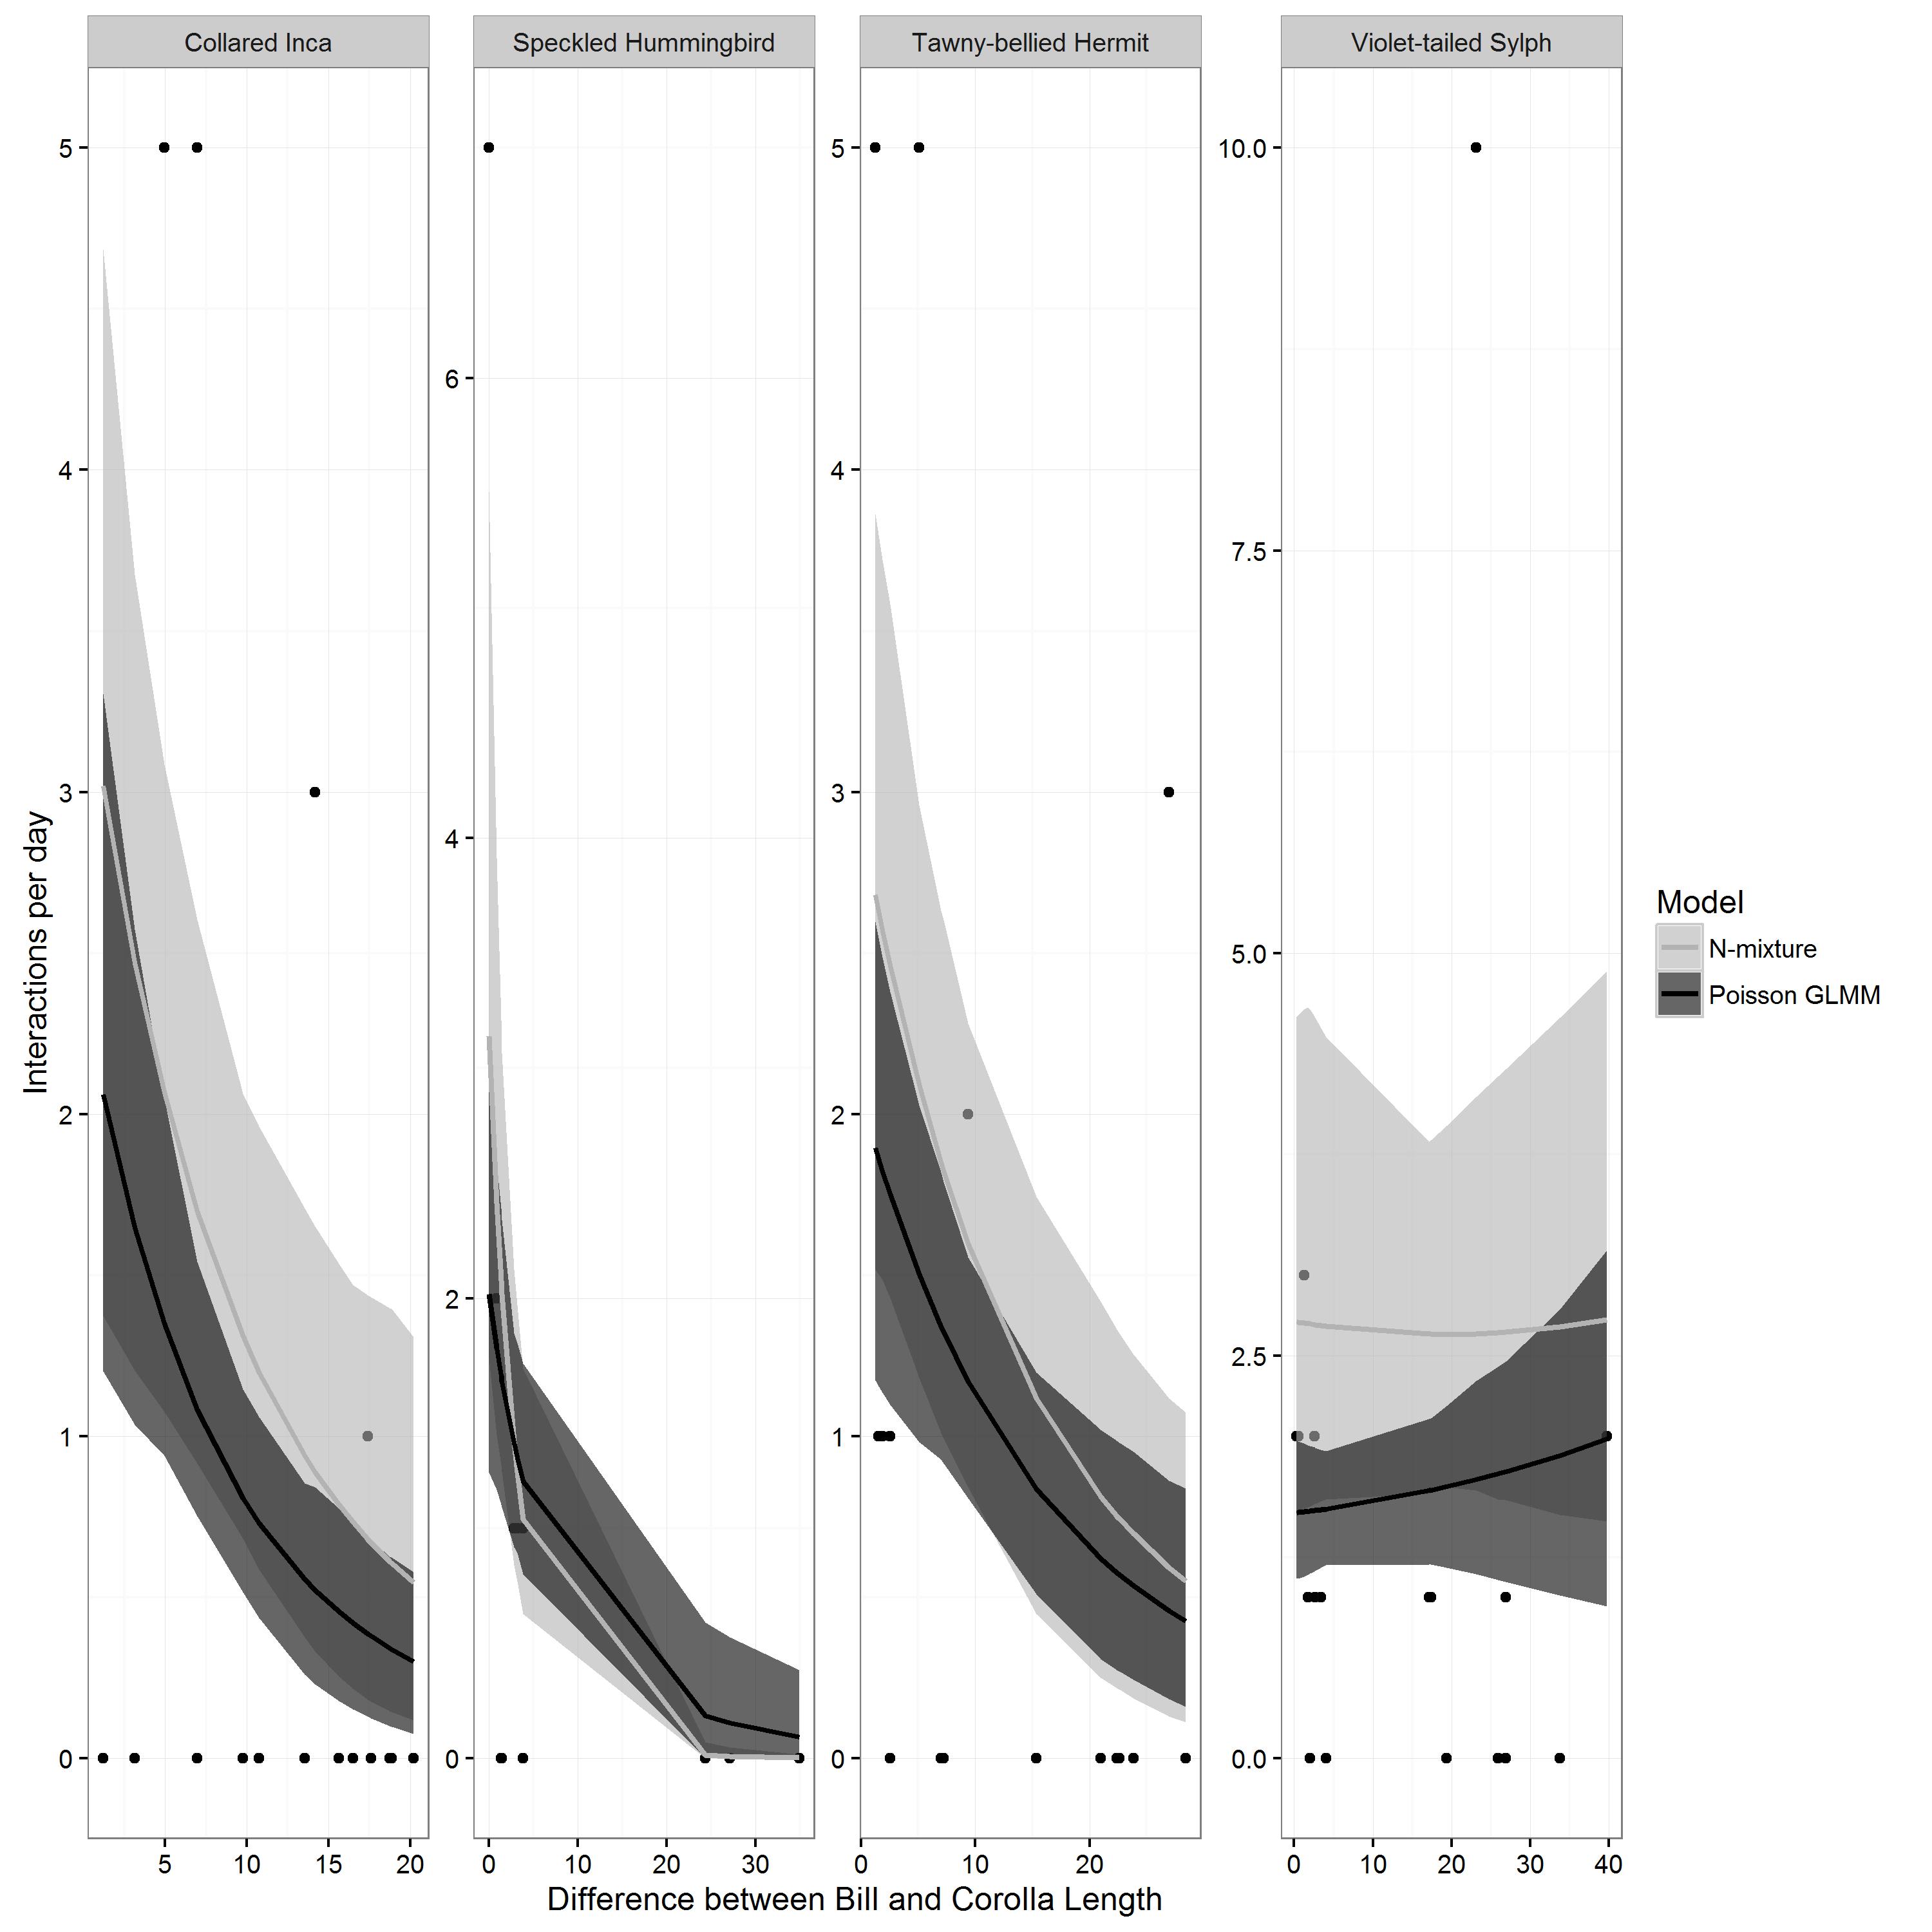 Collared Inca
Speckled Hummingbird
Tawny-bellied Hermit
Violet-tailed Sylph
Interactions per day
5
4
3
2
1
0
6
4
2
0
5
4
3
2
1
0
10.0
7.5
5.0
2.5
0.0
5 10 15 20
0 10 20 30
0 10 20
0 10 20 30 40
Difference between Bill and Corolla Length
Model
N-mixture
Poisson GLMM